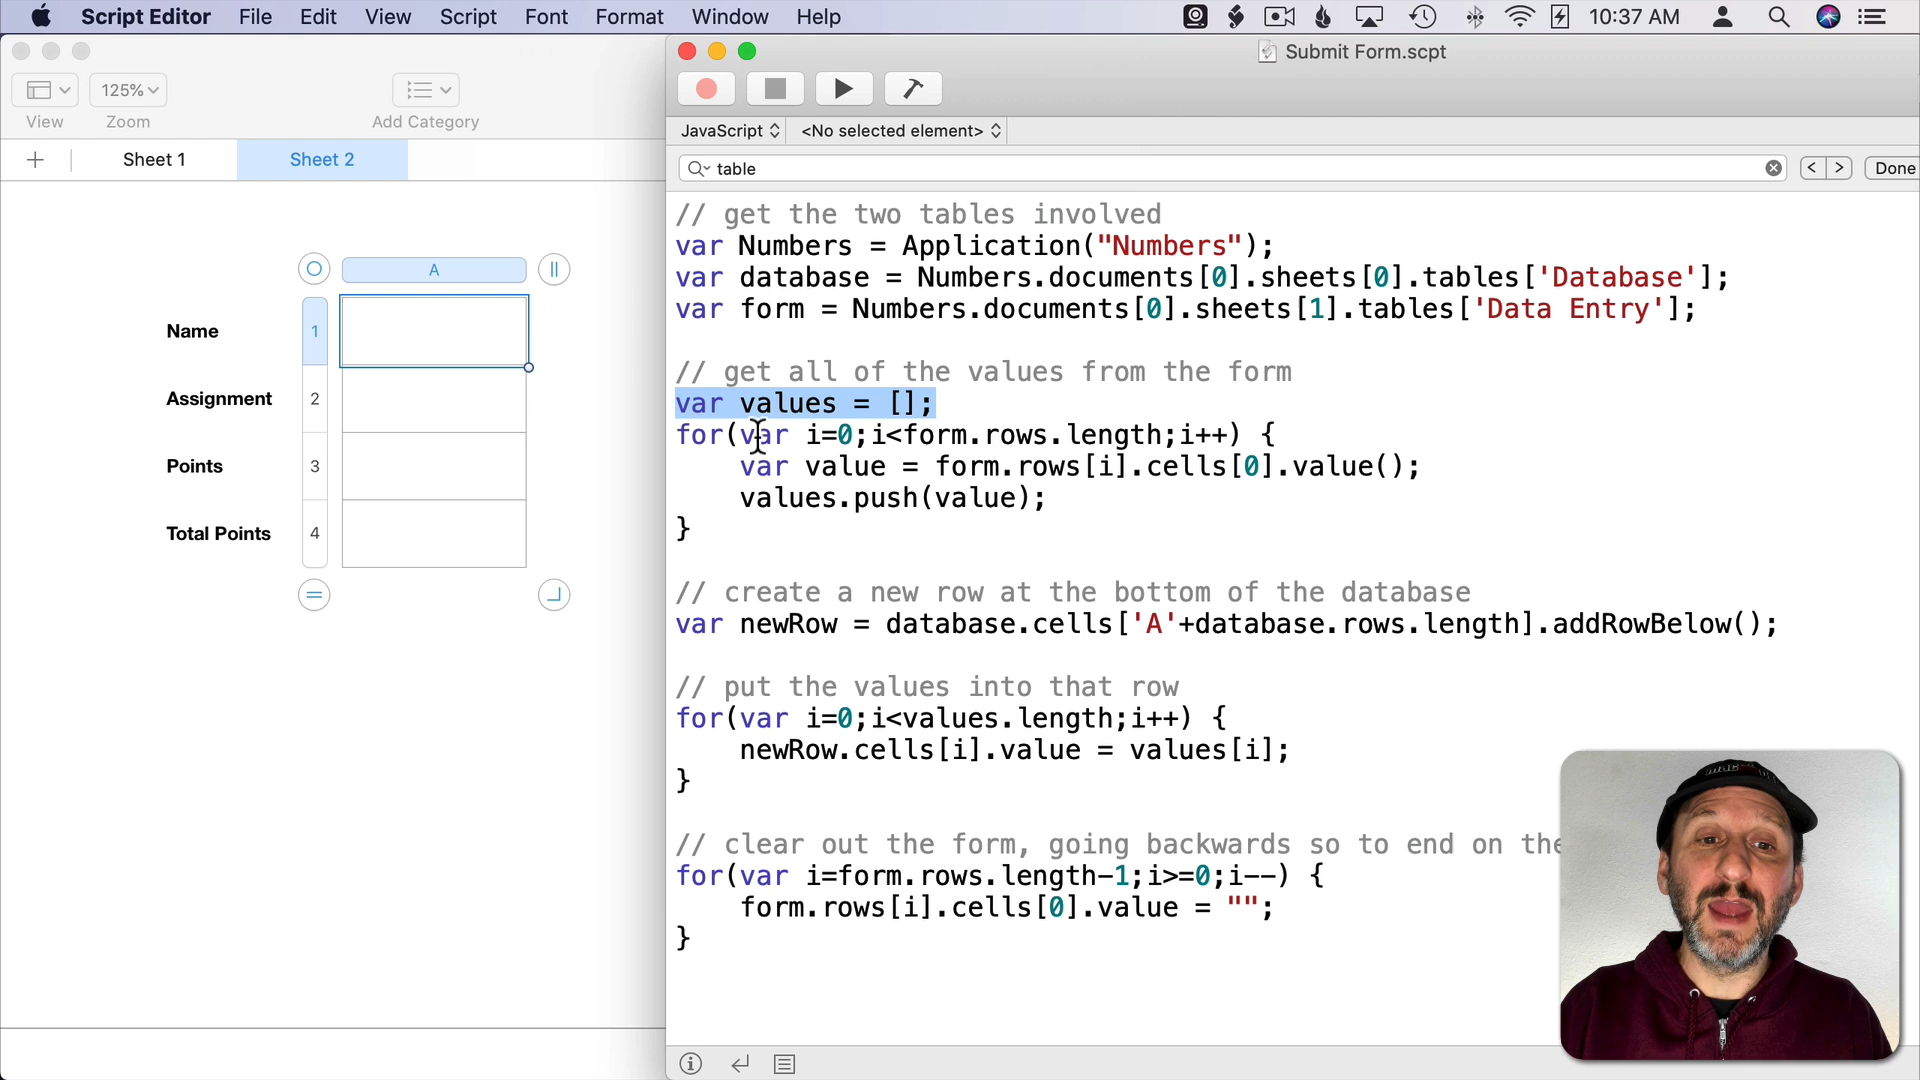 Script Editor File Edit View Script Font Format Window Help 10:37 AM
Submit Form.scpt
125%
View Zoom Add Category
JavaScript <No selected element>
Sheet 1 Sheet 2
table Done
A
Name 1
Assignment 2
Points 3
Total Points 4
// get the two tables involved
var Numbers = Application("Numbers");
var database = Numbers.documents[0].sheets[0].tables['Database'];
var form = Numbers.documents[0].sheets[1].tables['Data Entry'];
// get all of the values from the form
var values = [];
for(var i=0;i<form.rows.length;i++) {
var value = form.rows[i].cells[0].value();
values.push(value);
}
// create a new row at the bottom of the database
var newRow = database.cells['A'+database.rows.length].addRowBelow();
// put the values into that row
for(var i=0;i<values.length;i++) {
newRow.cells[i].value = values[i];
}
// clear out the form, going backwards so to end on the
for(var i=form.rows.length-1;i>=0;i--) {
form.rows[i].cells[0].value = "";
}